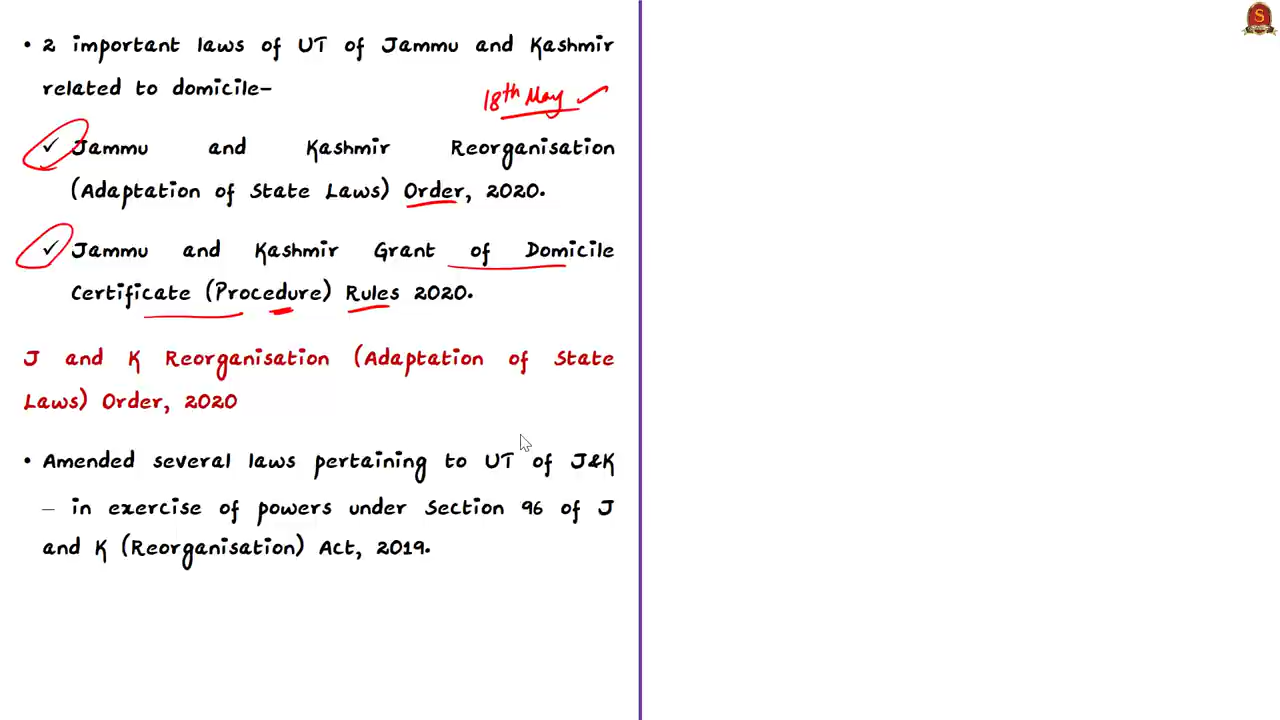 • 2 important laws of UT of Jammu and Kashmir
related to domicile-
18th May ✓
✓ Jammu and Kashmir Reorganisation
(Adaptation of State Laws) Order, 2020.
✓ Jammu and Kashmir Grant of Domicile
Certificate (Procedure) Rules 2020.
J and K Reorganisation (Adaptation of State
Laws) Order, 2020
• Amended several laws pertaining to UT of J&K
– in exercise of powers under Section 96 of J
and K (Reorganisation) Act, 2019.
S